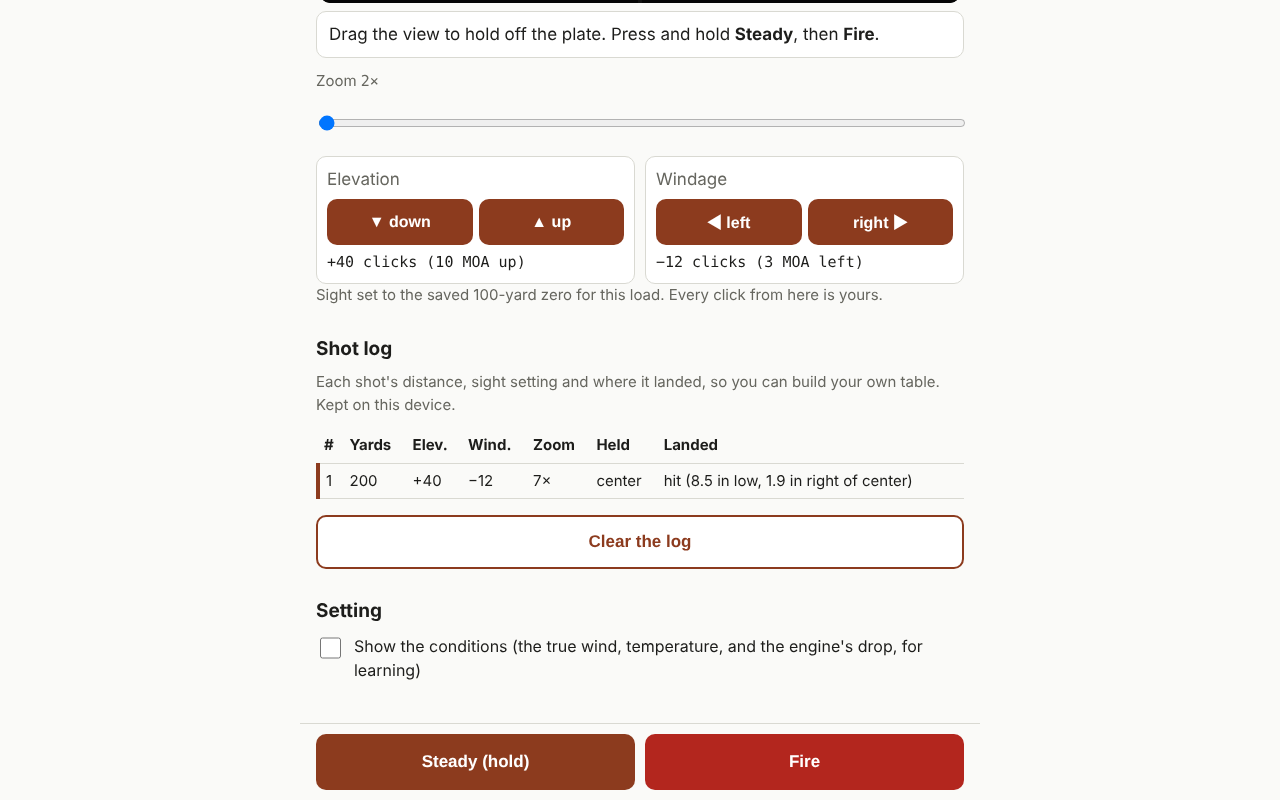 Drag the view to hold off the plate. Press and hold Steady, then Fire.
Zoom 2×
Elevation
▼ down
▲ up
+40 clicks (10 MOA up)
Windage
◀ left
right ▶
−12 clicks (3 MOA left)
Sight set to the saved 100-yard zero for this load. Every click from here is yours.
Shot log
Each shot's distance, sight setting and where it landed, so you can build your own table.
Kept on this device.
# Yards Elev. Wind. Zoom Held Landed
1 200 +40 −12 7× center hit (8.5 in low, 1.9 in right of center)
Clear the log
Setting
Show the conditions (the true wind, temperature, and the engine's drop, for
learning)
Steady (hold)
Fire